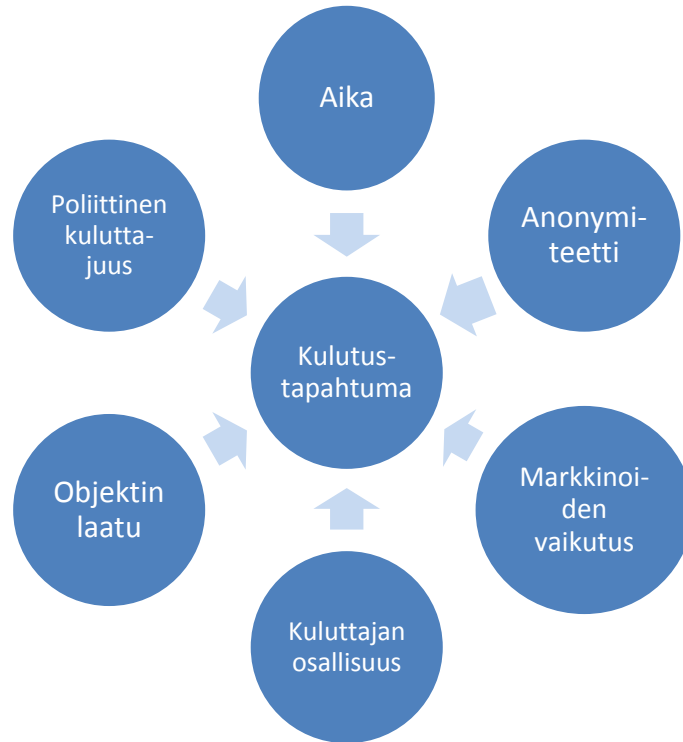 Aika
Poliittinen
kulutta-
juus
Anonymi-
teetti
Kulutus-
tapahtuma
Objektin
laatu
Markkinoi-
den
vaikutus
Kuluttajan
osallisuus